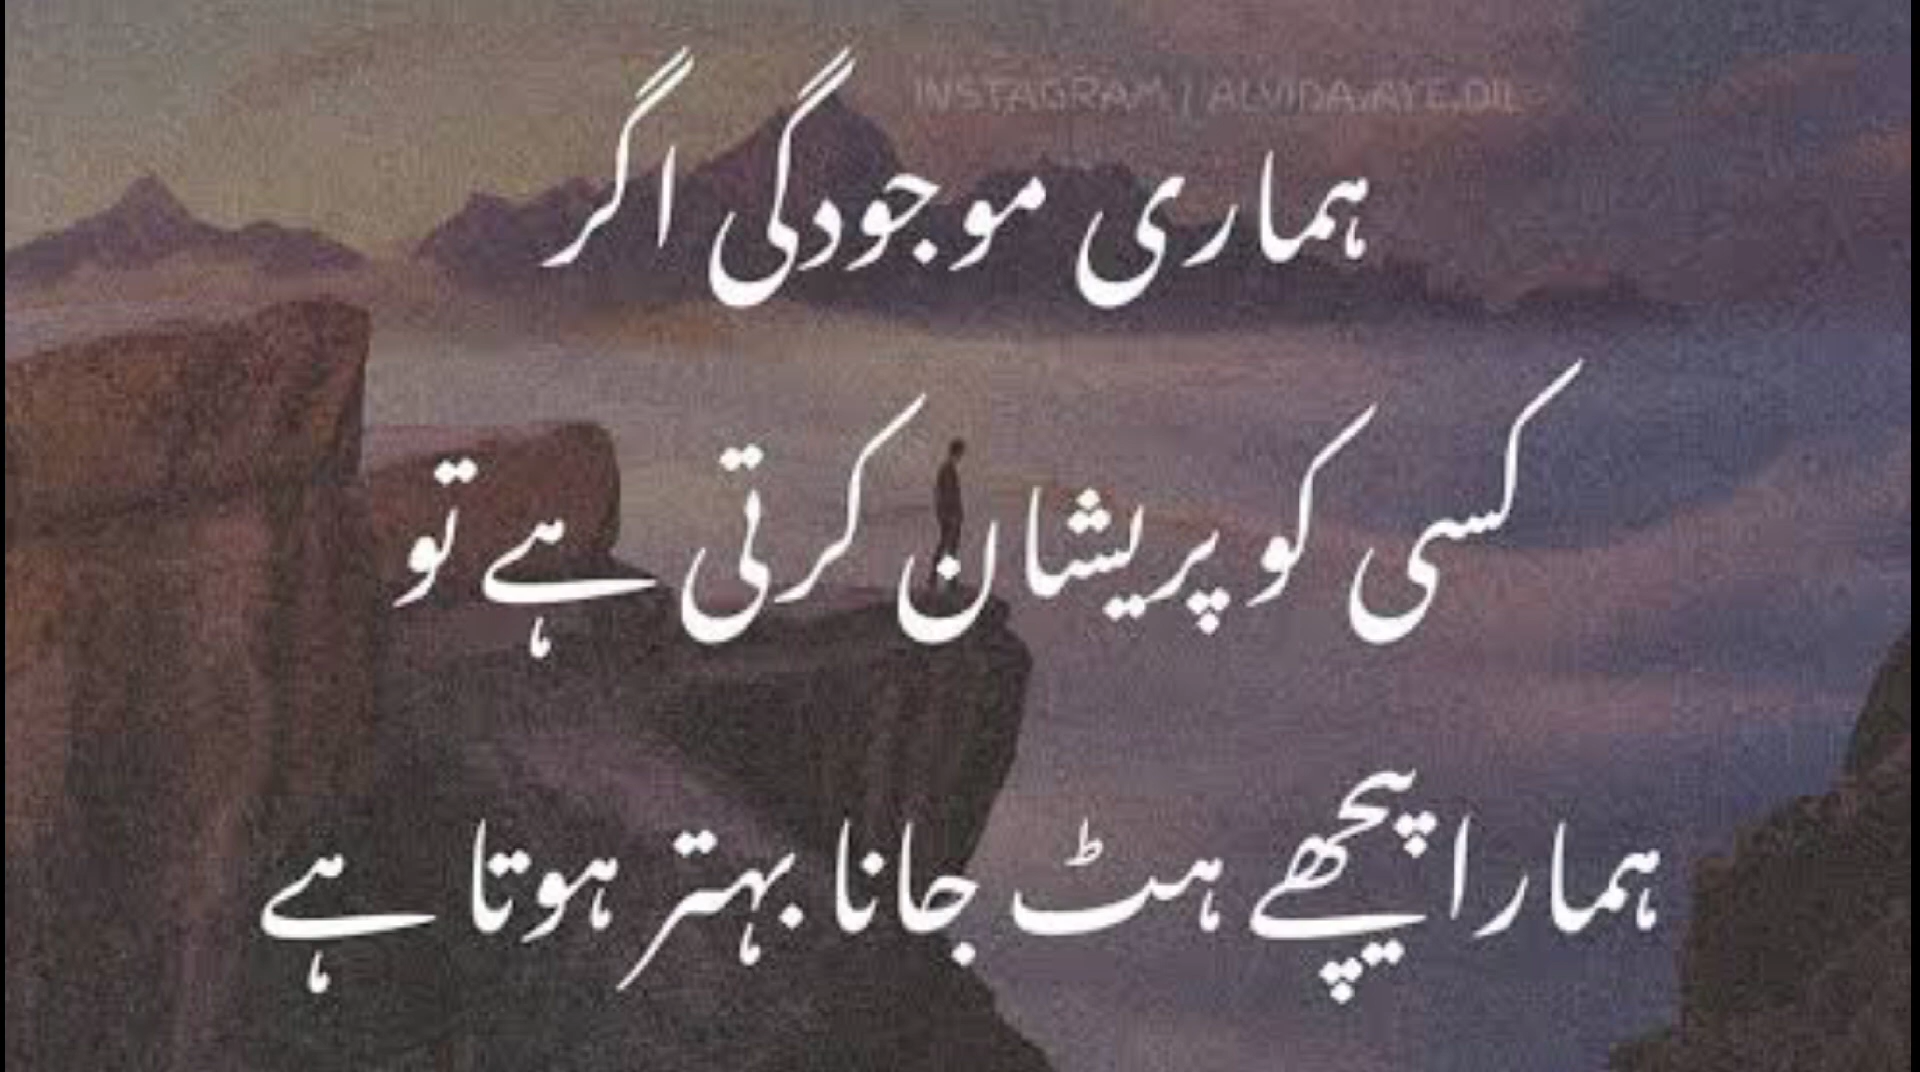 INSTAGRAM / ALVIDA.AYE.DIL
ہماری موجودگی اگر
کسی کو پریشان کرتی ہے تو
ہمارا پیچھے ہٹ جانا بہتر ہوتا ہے